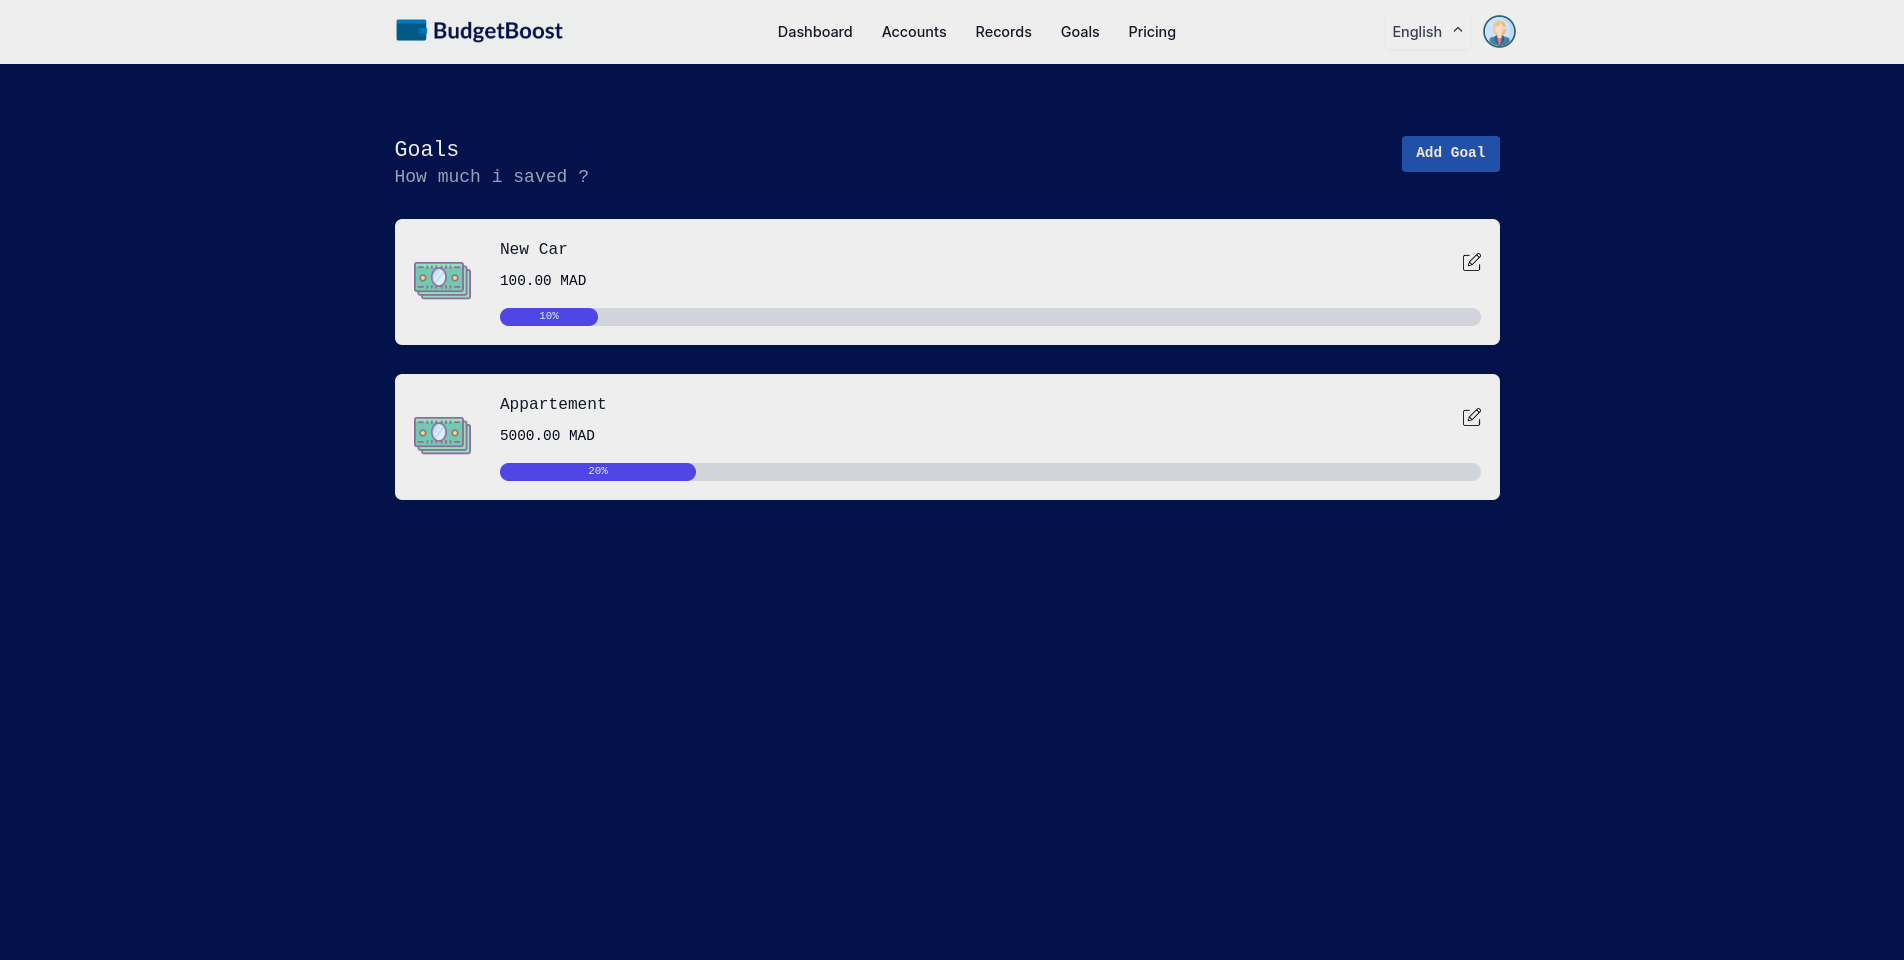 BudgetBoost
Dashboard Accounts Records Goals Pricing
English
Goals
How much i saved ?
Add Goal
New Car
100.00 MAD
10%
Appartement
5000.00 MAD
20%